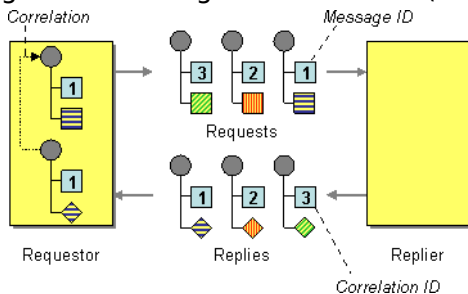 Correlation
Message ID
1
3 2 1
Requests
1
1 2 3
Requestor
Replies
Replier
Correlation ID